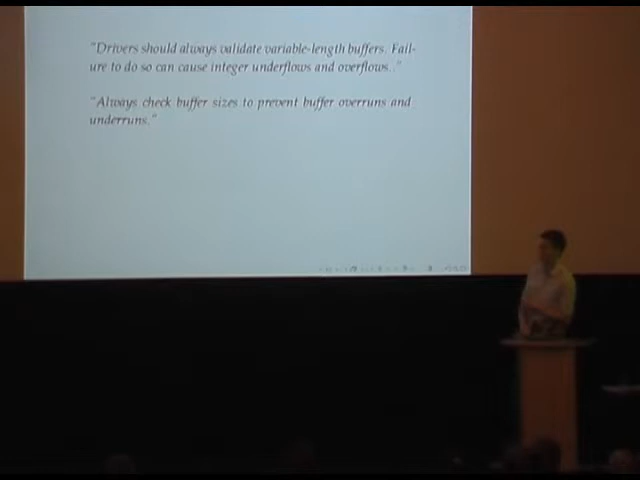 "Drivers should always validate variable-length buffers. Fail-
ure to do so can cause integer underflows and overflows.."
"Always check buffer sizes to prevent buffer overruns and
underruns."